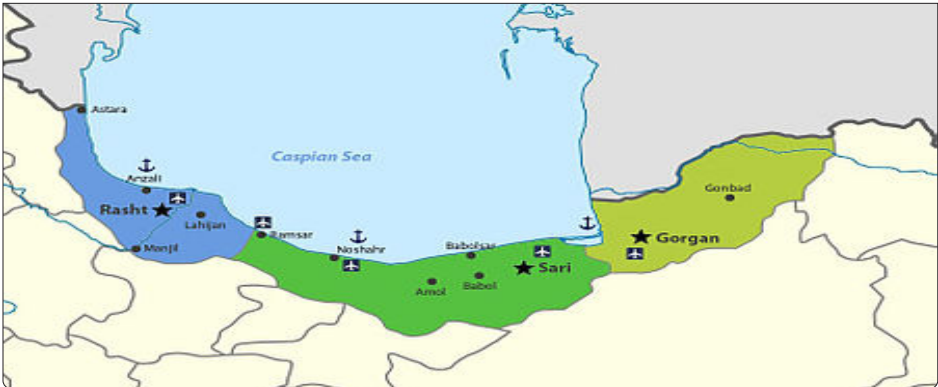 Astara
Caspian Sea
Anzali
Rasht
Lahijan
Manjil
Ramsar
Noshahr
Babolsar
Amol
Babol
Sari
Gonbad
Gorgan